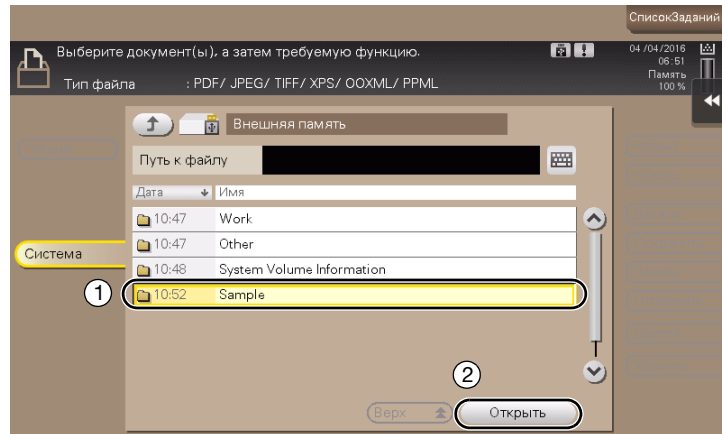 СписокЗаданий
Выберите документ(ы), а затем требуемую функцию.
04/04/2016
06:51
Тип файла : PDF/ JPEG/ TIFF/ XPS/ OOXML/ PPML
Память
100 %
Внешняя память
Путь к файлу
Дата Имя
10:47 Work
10:47 Other
Система
10:48 System Volume Information
1
10:52 Sample
2
Верх
Открыть